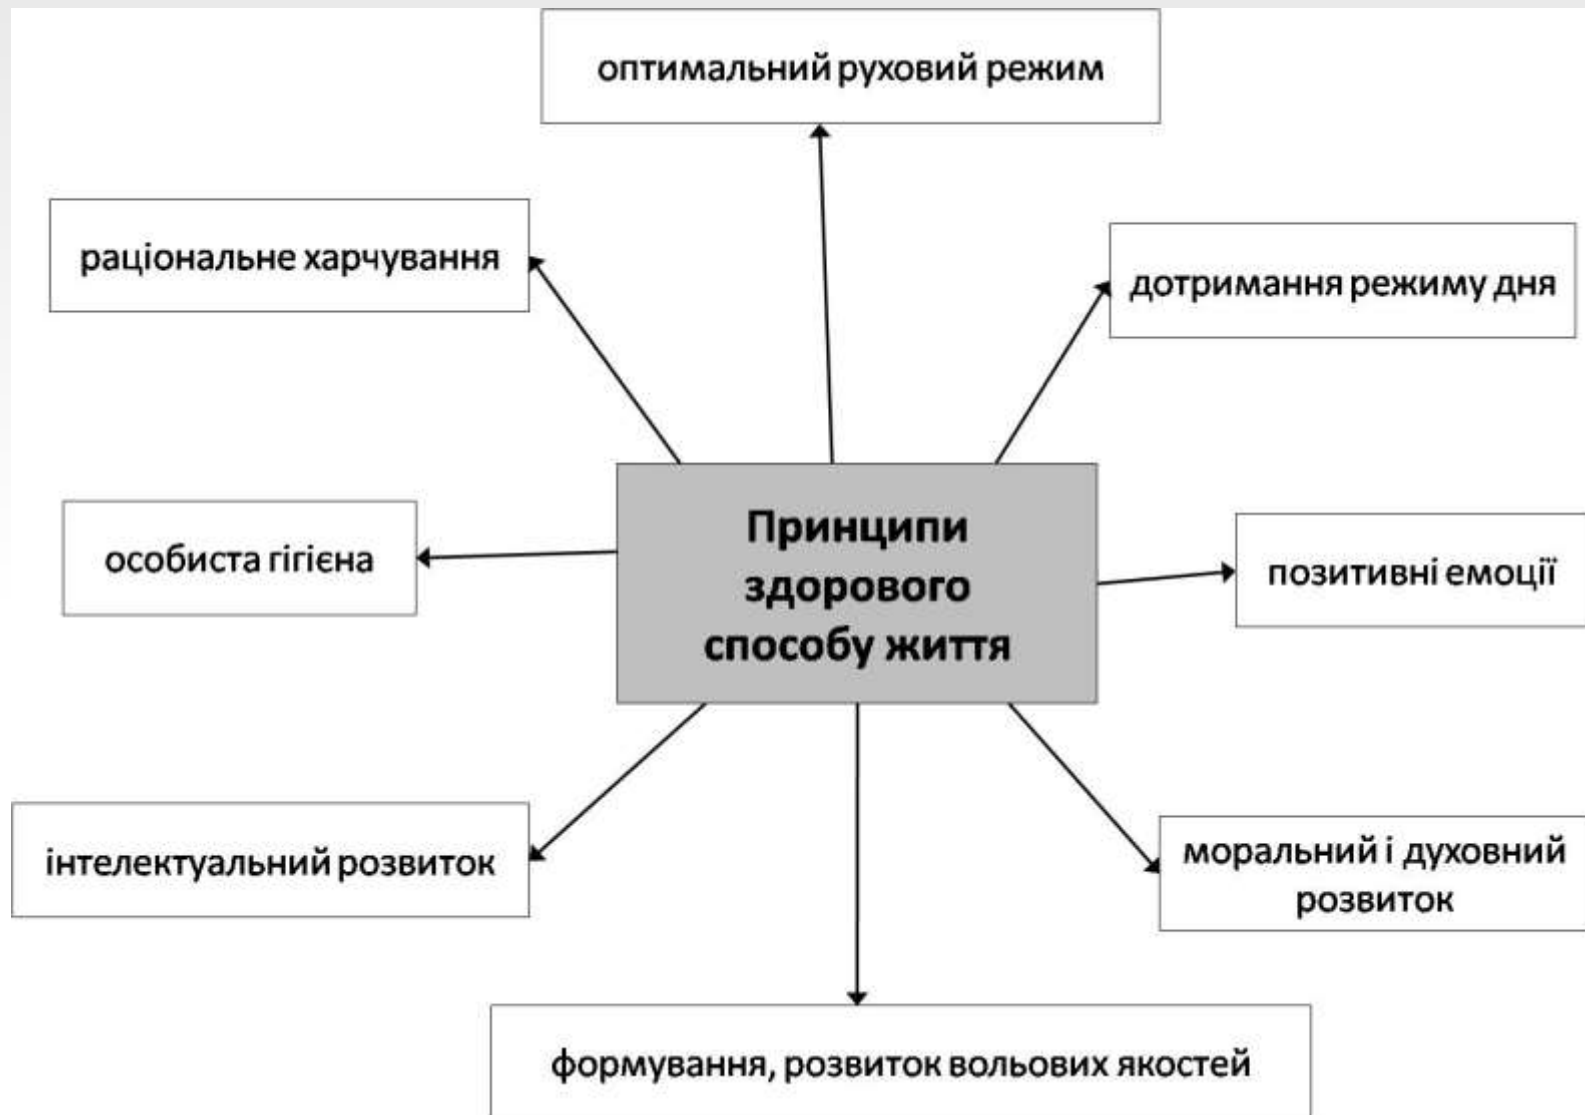 оптимальний руховий режим
раціональне харчування
дотримання режиму дня
особиста гігієна
Принципи
здорового
способу життя
позитивні емоції
інтелектуальний розвиток
моральний і духовний
розвиток
формування, розвиток вольових якостей